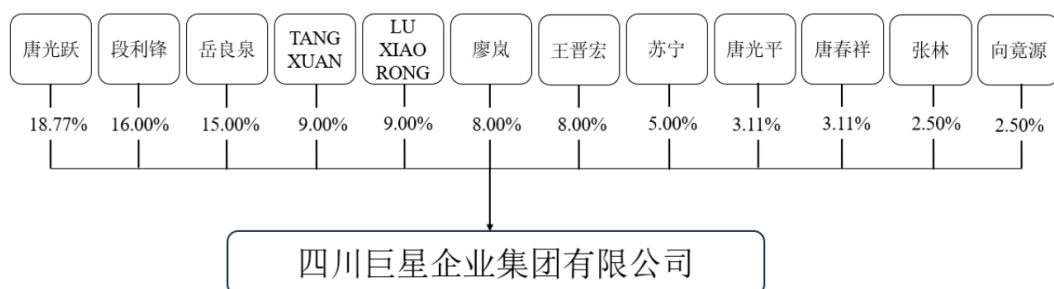 唐光跃
段利锋
岳良泉
TANG
XUAN
LU
XIAO
RONG
廖岚
王晋宏
苏宁
唐光平
唐春祥
张林
向竟源
18.77%
16.00%
15.00%
9.00%
9.00%
8.00%
8.00%
5.00%
3.11%
3.11%
2.50%
2.50%
四川巨星企业集团有限公司